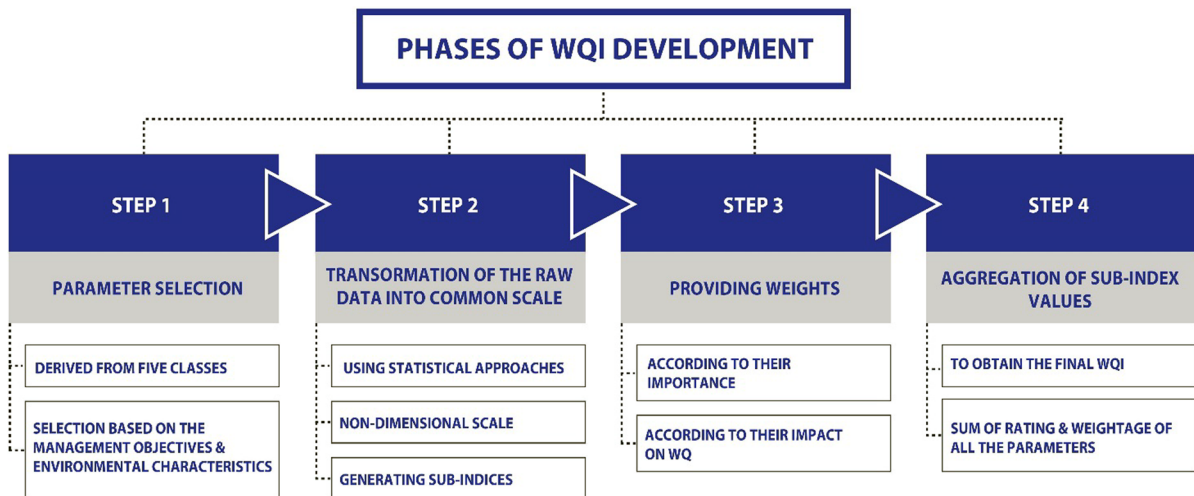 PHASES OF WQI DEVELOPMENT
STEP 1
PARAMETER SELECTION
DERIVED FROM FIVE CLASSES
SELECTION BASED ON THE
MANAGEMENT OBJECTIVES &
ENVIRONMENTAL CHARACTERISTICS
STEP 2
TRANSORMATION OF THE RAW
DATA INTO COMMON SCALE
USING STATISTICAL APPROACHES
NON-DIMENSIONAL SCALE
GENERATING SUB-INDICES
STEP 3
PROVIDING WEIGHTS
ACCORDING TO THEIR
IMPORTANCE
ACCORDING TO THEIR IMPACT
ON WQ
STEP 4
AGGREGATION OF SUB-INDEX
VALUES
TO OBTAIN THE FINAL WQI
SUM OF RATING & WEIGHTAGE OF
ALL THE PARAMETERS